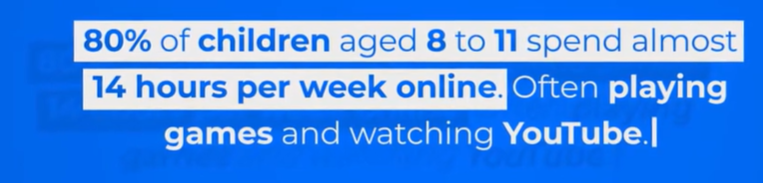 80% of children aged 8 to 11 spend almost
14 hours per week online. Often playing
games and watching YouTube.